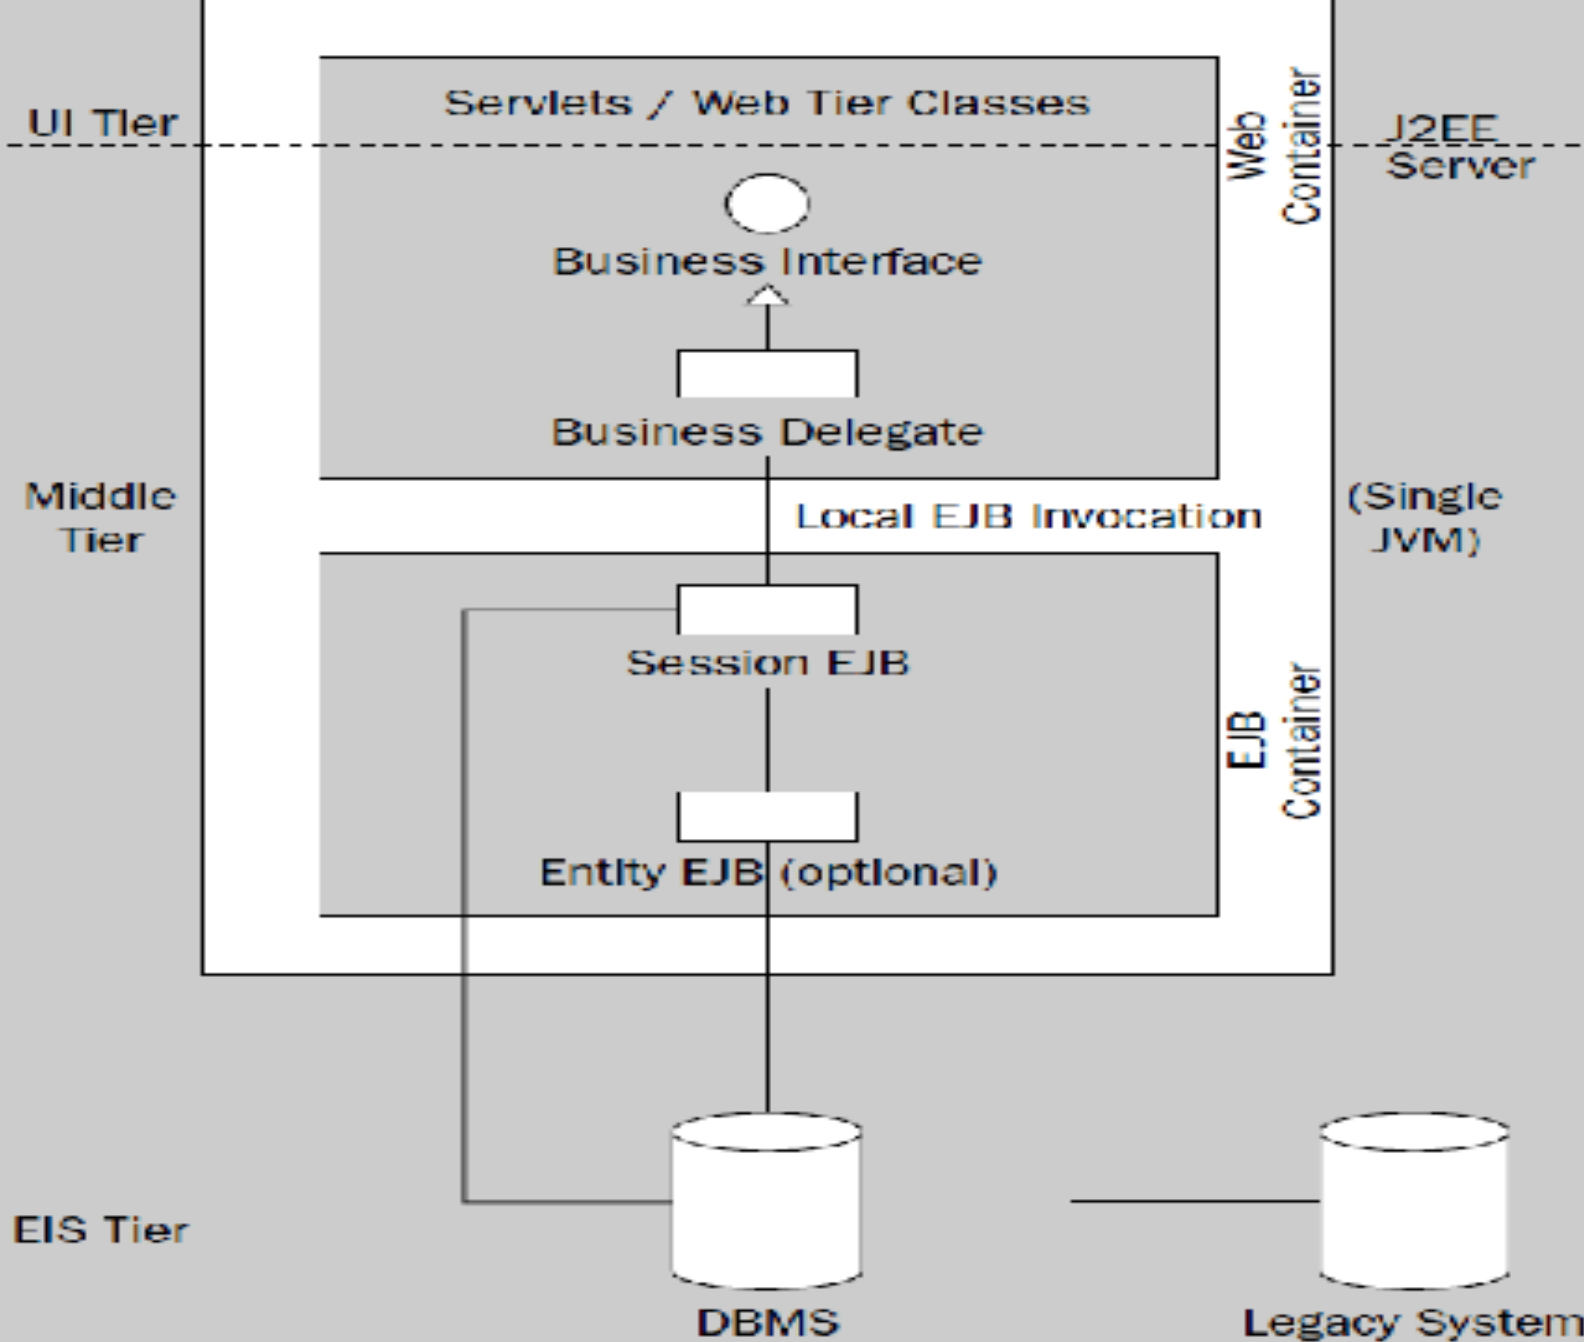 Servlets / Web Tier Classes
UI Tier
Web
Container
J2EE
Server
Business Interface
Business Delegate
Middle
Tier
Local EJB Invocation
(Single
JVM)
Session EJB
EJB
Container
Entity EJB (optional)
EIS Tier
DBMS
Legacy System